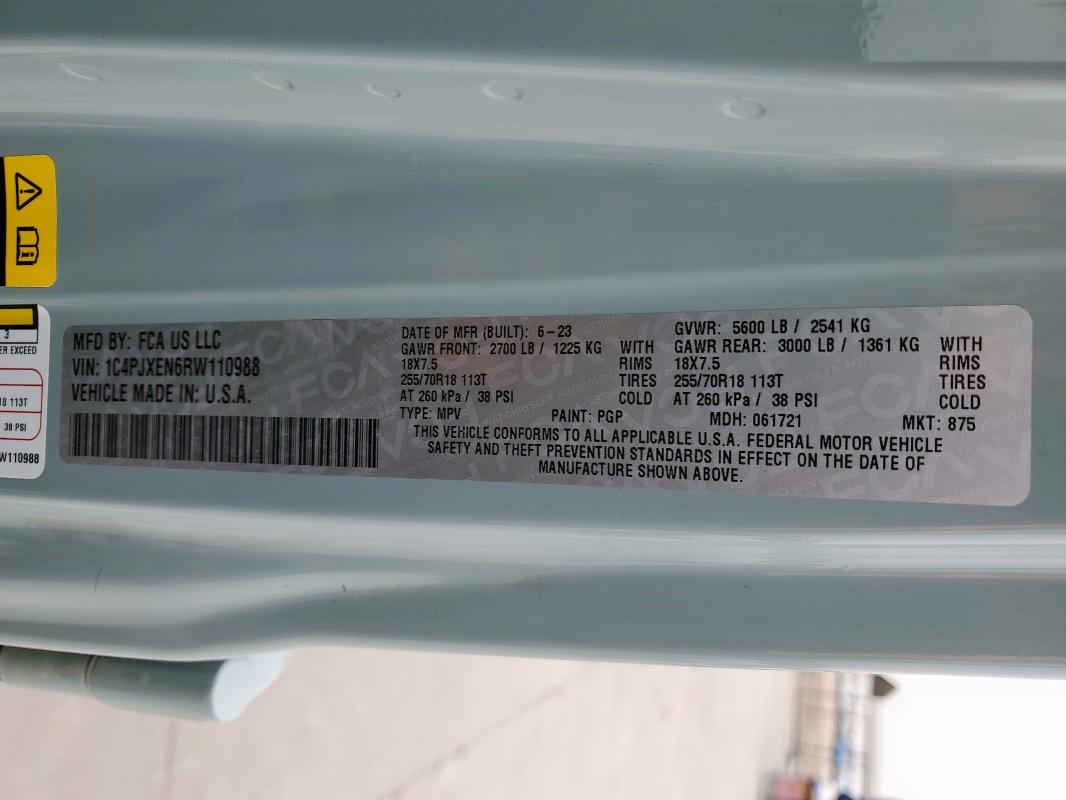 MFD BY: FCA US LLC
VIN: 1C4PJXEN6RW110988
VEHICLE MADE IN: U.S.A.
DATE OF MFR (BUILT): 6-23
GAWR FRONT: 2700 LB / 1225 KG WITH
18X7.5 RIMS
255/70R18 113T TIRES
AT 260 kPa / 38 PSI COLD
GVWR: 5600 LB / 2541 KG
GAWR REAR: 3000 LB / 1361 KG WITH
18X7.5 RIMS
255/70R18 113T TIRES
AT 260 kPa / 38 PSI COLD
TYPE: MPV PAINT: PGP MDH: 061721 MKT: 875
THIS VEHICLE CONFORMS TO ALL APPLICABLE U.S.A. FEDERAL MOTOR VEHICLE
SAFETY AND THEFT PREVENTION STANDARDS IN EFFECT ON THE DATE OF
MANUFACTURE SHOWN ABOVE.
3
ER EXCEED
18 113T
38 PSI
W110988